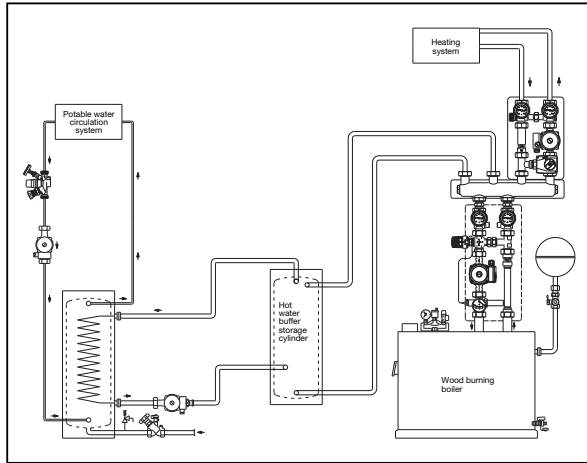 Heating
system
Potable water
circulation
system
Hot
water
buffer
storage
cylinder
Wood burning
boiler